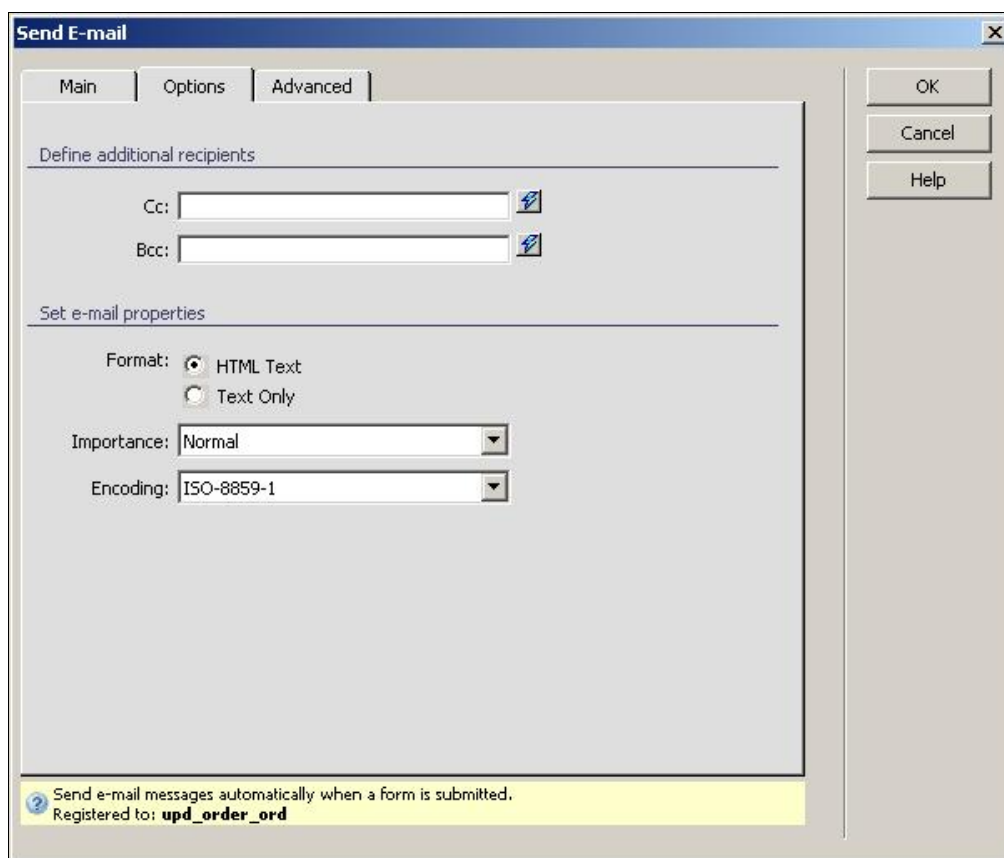 Send E-mail
Main Options Advanced
OK
Cancel
Help
Define additional recipients
Cc:
Bcc:
Set e-mail properties
Format: HTML Text
Text Only
Importance: Normal
Encoding: ISO-8859-1
Send e-mail messages automatically when a form is submitted.
Registered to: upd_order_ord